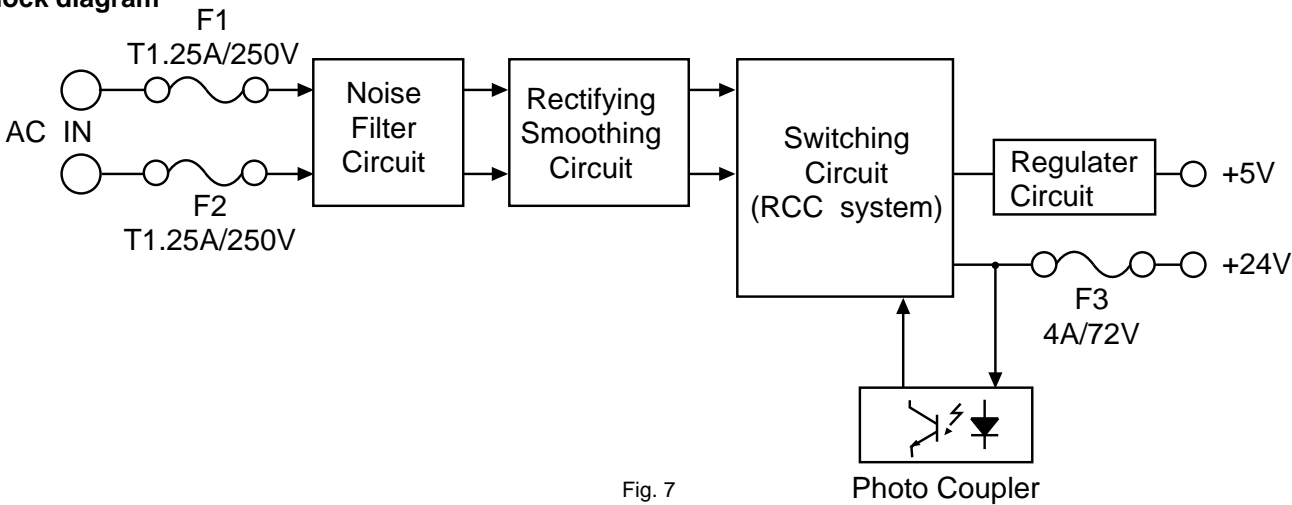 lock diagram
F1
T1.25A/250V
AC IN
F2
T1.25A/250V
Noise
Filter
Circuit
Rectifying
Smoothing
Circuit
Switching
Circuit
(RCC system)
Regulater
Circuit
+5V
+24V
F3
4A/72V
Photo Coupler
Fig. 7